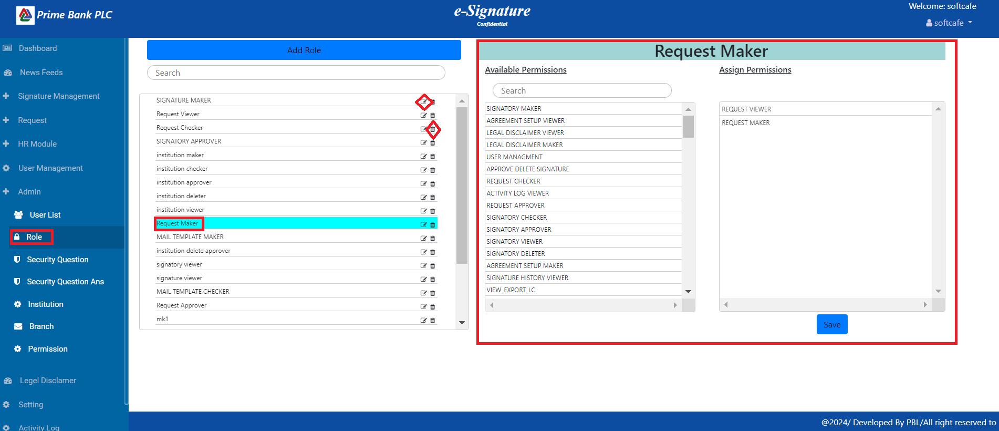 Prime Bank PLC
e-Signature
Confidential
Welcome: softcafe
softcafe
Dashboard
News Feeds
Signature Management
Request
HR Module
User Management
Admin
User List
Role
Security Question
Security Question Ans
Institution
Branch
Permission
Legel Disclamer
Setting
Activity Log
Add Role
Search
SIGNATURE MAKER
Request Viewer
Request Checker
SIGNATORY APPROVER
institution maker
institution checker
institution approver
institution deleter
institution viewer
Request Maker
MAIL TEMPLATE MAKER
institution delete approver
signatory viewer
signature viewer
MAIL TEMPLATE CHECKER
Request Approver
mk1
Request Maker
Available Permissions
Search
SIGNATORY MAKER
AGREEMENT SETUP VIEWER
LEGAL DISCLAIMER VIEWER
LEGAL DISCLAIMER MAKER
USER MANAGMENT
APPROVE DELETE SIGNATURE
REQUEST CHECKER
ACTIVITY LOG VIEWER
REQUEST APPROVER
SIGNATORY CHECKER
SIGNATORY APPROVER
SIGNATORY VIEWER
SIGNATORY DELETER
AGREEMENT SETUP MAKER
SIGNATURE HISTORY VIEWER
VIEW_EXPORT_LC
Assign Permissions
REQUEST VIEWER
REQUEST MAKER
Save
@2024/ Developed By PBL/All right reserved to